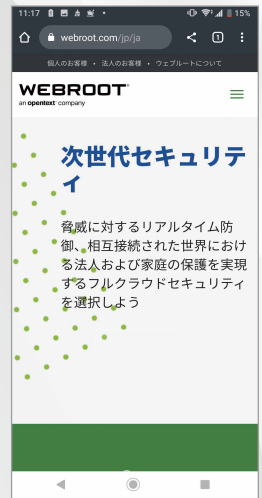 11:17
15%
webroot.com/jp/ja
1
個人のお客様 • 法人のお客様 • ウェブルートについて
WEBROOT®
an opentext™ company
次世代セキュリテ
ィ
脅威に対するリアルタイム防
御、相互接続された世界におけ
る法人および家庭の保護を実現
するフルクラウドセキュリティ
を選択しよう